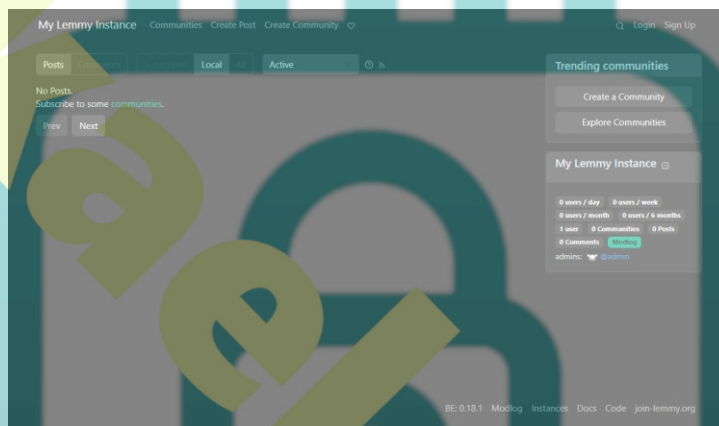 My Lemmy Instance Communities Create Post Create Community Login Sign Up
Posts Comments Subscribed Local All Active
Trending communities
No Posts.
Subscribe to some communities.
Prev Next
Create a Community
Explore Communities
My Lemmy Instance
0 users / day 0 users / week
0 users / month 0 users / 6 months
1 user 0 Communities 0 Posts
0 Comments Modlog
admins: @admin
BE: 0.18.1 Modlog Instances Docs Code join-lemmy.org